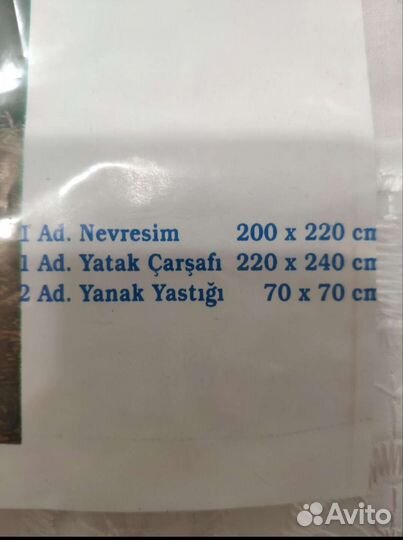 1 Ad. Nevresim 200 x 220 cm
1 Ad. Yatak Çarşafı 220 x 240 cm
2 Ad. Yanak Yastığı 70 x 70 cm
Avito